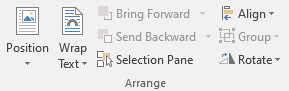 Position
Wrap
Text
Bring Forward
Send Backward
Selection Pane
Align
Group
Rotate
Arrange